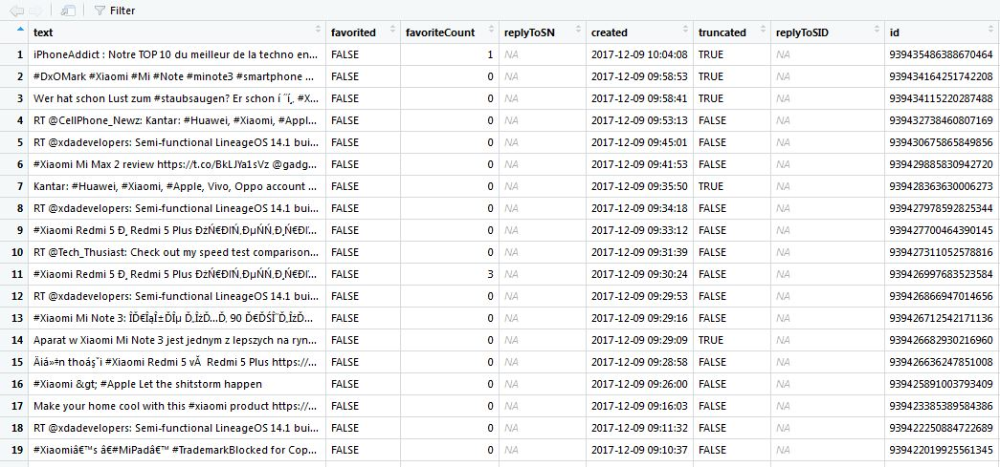 Filter
text favorited favoriteCount replyToSN created truncated replyToSID id
1 iPhoneAddict : Notre TOP 10 du meilleur de la techno en... FALSE 1 NA 2017-12-09 10:04:08 TRUE NA 939435486388670464
2 #DxOMark #Xiaomi #Mi #Note #minote3 #smartphone ... FALSE 0 NA 2017-12-09 09:58:53 TRUE NA 939434164251742208
3 Wer hat schon Lust zum #staubsaugen? Er schon #X... FALSE 0 NA 2017-12-09 09:58:41 TRUE NA 939434115220287488
4 RT @CellPhone_Newz: Kantar: #Huawei, #Xiaomi, #Appl... FALSE 0 NA 2017-12-09 09:53:13 FALSE NA 939432738460807169
5 RT @xdadevelopers: Semi-functional LineageOS 14.1 bui... FALSE 0 NA 2017-12-09 09:45:01 FALSE NA 939430675865849856
6 #Xiaomi Mi Max 2 review https://t.co/BkLJYa1sVz @gadg... FALSE 0 NA 2017-12-09 09:41:53 FALSE NA 939429885830942720
7 Kantar: #Huawei, #Xiaomi, #Apple, Vivo, Oppo account ... FALSE 0 NA 2017-12-09 09:35:50 TRUE NA 939428363630006273
8 RT @xdadevelopers: Semi-functional LineageOS 14.1 bui... FALSE 0 NA 2017-12-09 09:34:18 FALSE NA 939427978592825344
9 #Xiaomi Redmi 5 Redmi 5 Plus FALSE 0 NA 2017-12-09 09:33:12 FALSE NA 939427700464390145
10 RT @Tech_Thusiast: Check out my speed test comparison... FALSE 0 NA 2017-12-09 09:31:39 FALSE NA 939427311052578816
11 #Xiaomi Redmi 5 Redmi 5 Plus FALSE 3 NA 2017-12-09 09:30:24 FALSE NA 939426997683523584
12 RT @xdadevelopers: Semi-functional LineageOS 14.1 bui... FALSE 0 NA 2017-12-09 09:29:53 FALSE NA 939426866947014656
13 #Xiaomi Mi Note 3: 90 FALSE 0 NA 2017-12-09 09:29:16 FALSE NA 939426712542171136
14 Aparat w Xiaomi Mi Note 3 jest jednym z lepszych na ryn... FALSE 0 NA 2017-12-09 09:29:09 TRUE NA 939426682930216960
15 #Xiaomi Redmi 5 Redmi 5 Plus https://... FALSE 0 NA 2017-12-09 09:28:58 FALSE NA 939426636247851008
16 #Xiaomi &gt; #Apple Let the shitstorm happen FALSE 0 NA 2017-12-09 09:26:00 FALSE NA 939425891003793409
17 Make your home cool with this #xiaomi product https://... FALSE 0 NA 2017-12-09 09:16:03 FALSE NA 939423385389584386
18 RT @xdadevelopers: Semi-functional LineageOS 14.1 bui... FALSE 0 NA 2017-12-09 09:11:32 FALSE NA 939422250884722689
19 #Xiaomiâ€™s â€#MiPadâ€™ #TrademarkBlocked for Cop... FALSE 0 NA 2017-12-09 09:10:37 FALSE NA 939422019925561345